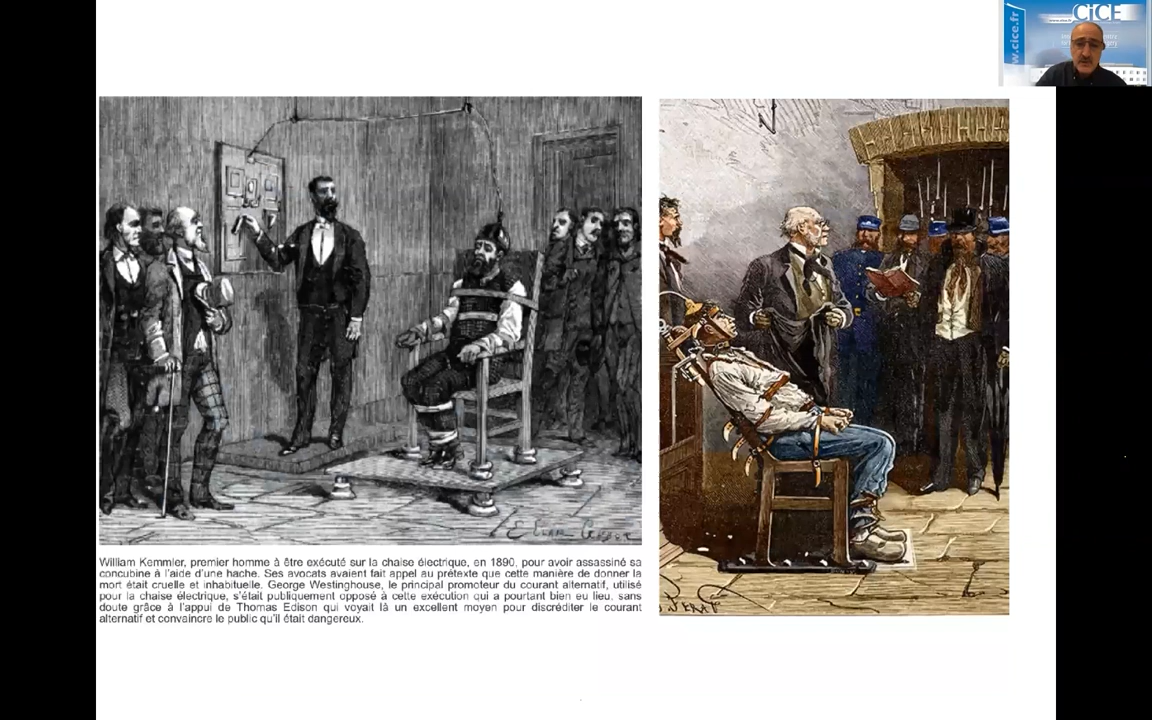 CiCE
www.cice.fr
William Kemmler, premier homme à être exécuté sur la chaise électrique, en 1890, pour avoir assassiné sa
concubine à l'aide d'une hache. Ses avocats avaient fait appel au prétexte que cette manière de donner la
mort était cruelle et inhabituelle. George Westinghouse, le principal promoteur du courant alternatif, utilisé
pour la chaise électrique, s'était publiquement opposé à cette exécution qui a pourtant bien eu lieu, sans
doute grâce à l'appui de Thomas Edison qui voyait là un excellent moyen pour discréditer le courant
alternatif et convaincre le public qu'il était dangereux.